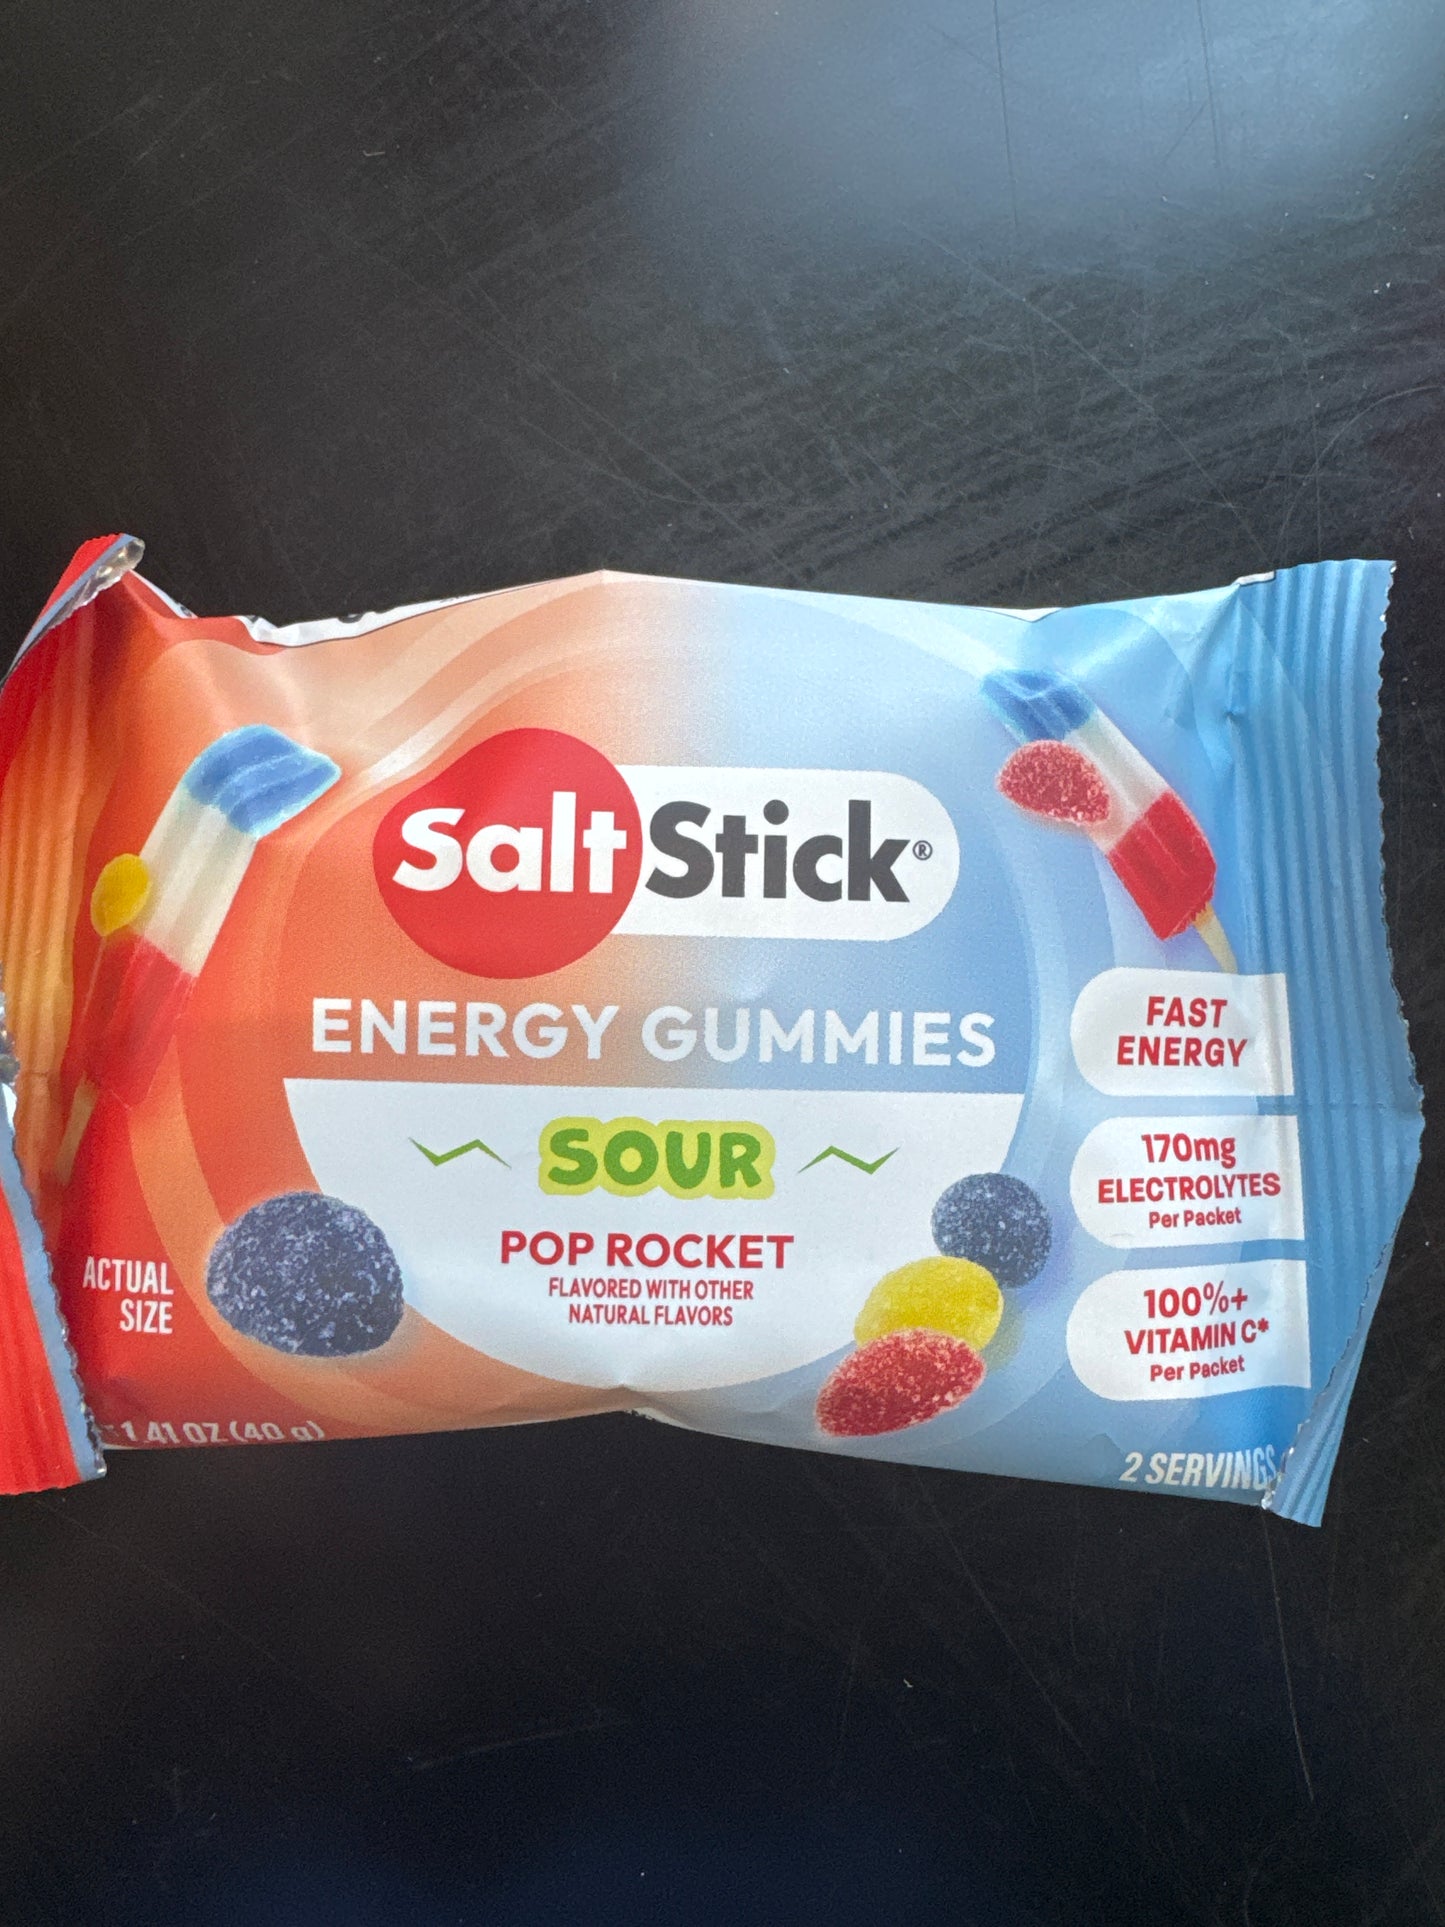 SaltStick®
ENERGY GUMMIES
SOUR
POP ROCKET
FLAVORED WITH OTHER
NATURAL FLAVORS
FAST
ENERGY
170mg
ELECTROLYTES
Per Packet
100%+
VITAMIN C*
Per Packet
ACTUAL
SIZE
1.41 OZ (40 g)
2 SERVINGS